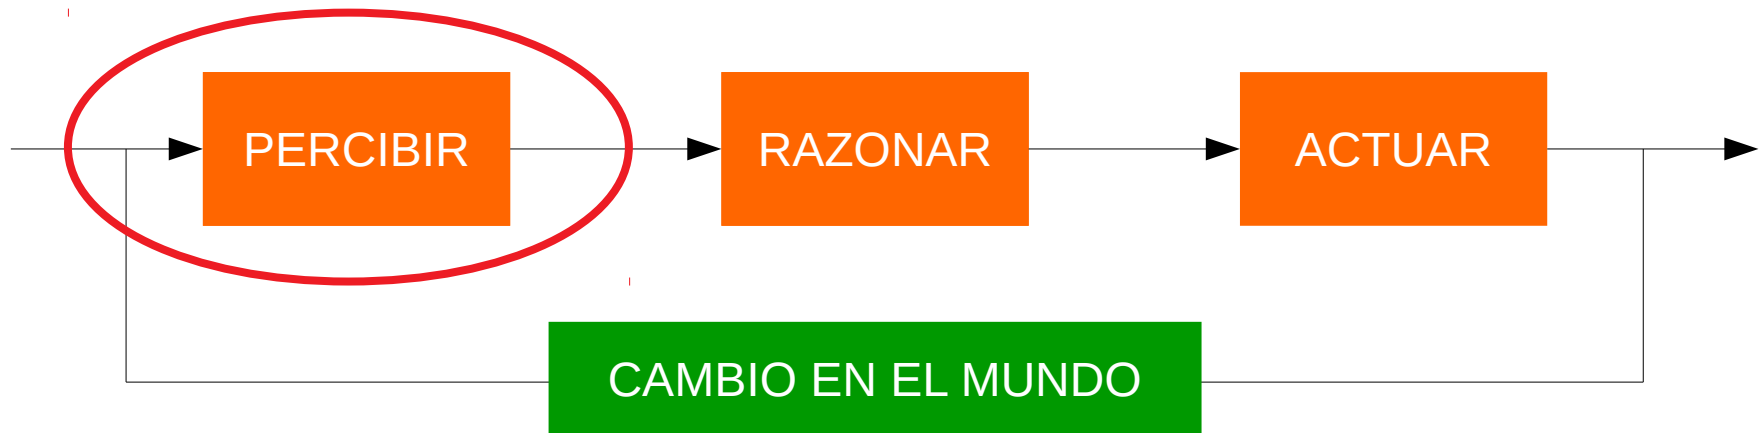 PERCIBIR
RAZONAR
ACTUAR
CAMBIO EN EL MUNDO